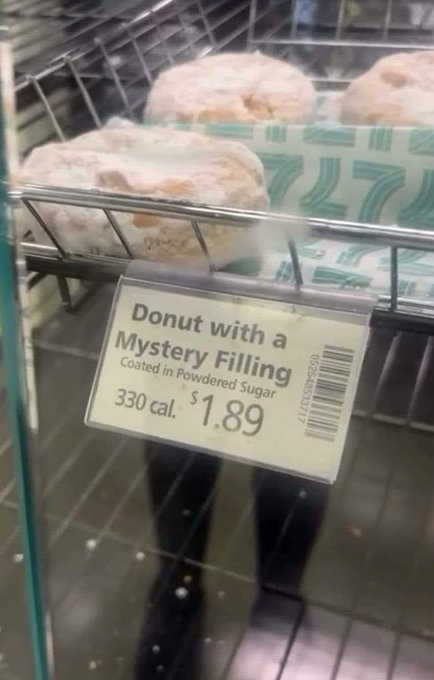 Donut with a
Mystery Filling
Coated in Powdered Sugar
330 cal. $1.89